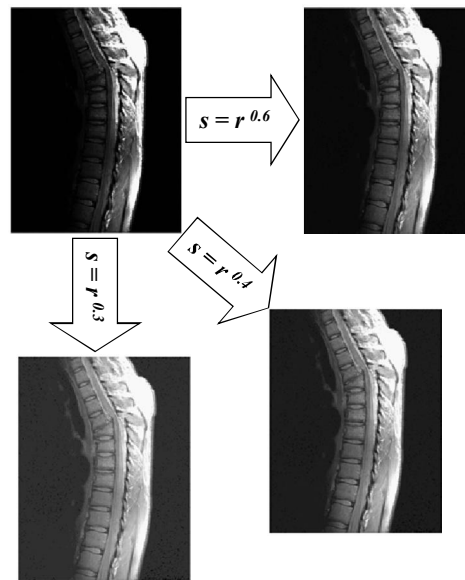 s = r 0.6
s = r 0.4
s = r 0.3